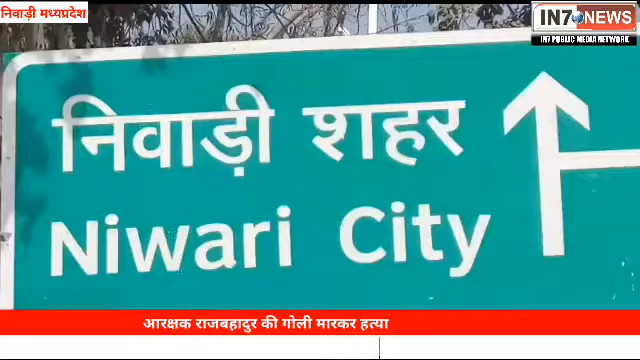 निवाड़ी मध्यप्रदेश
IN7 NEWS
IN7 PUBLIC MEDIA NETWORK
निवाड़ी शहर
Niwari City
आरक्षक राजबहादुर की गोली मारकर हत्या